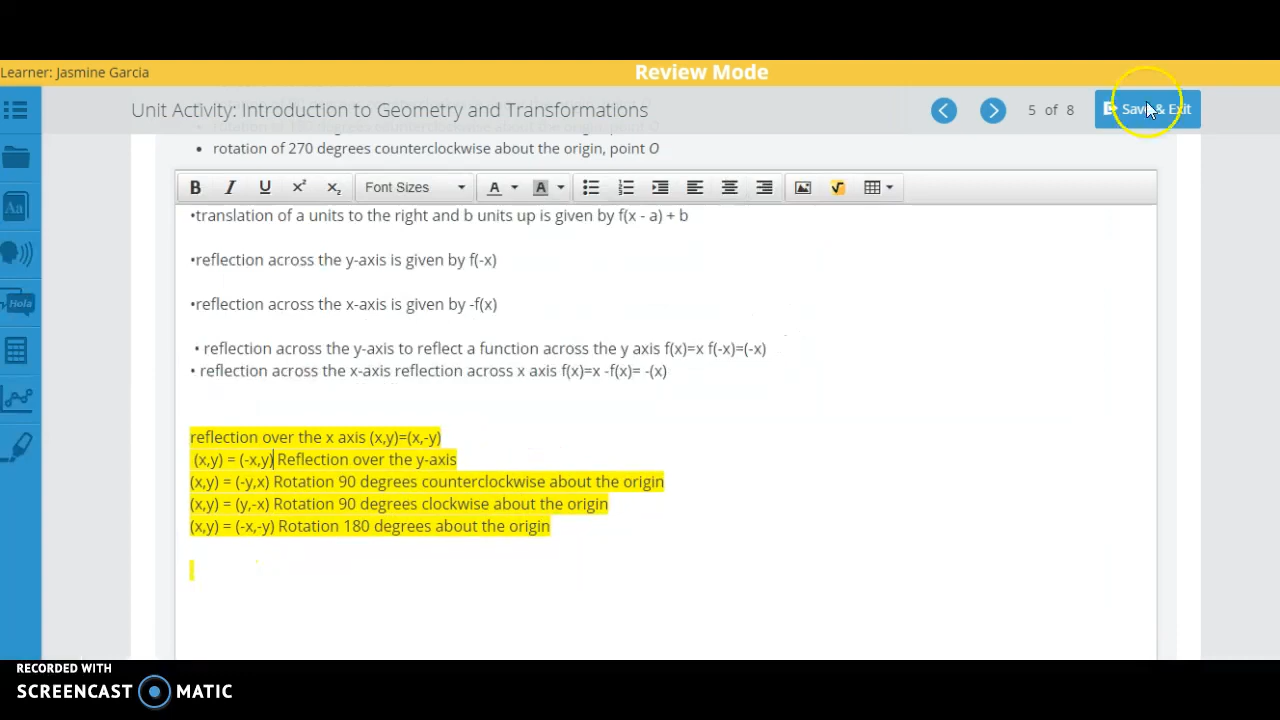 Learner: Jasmine Garcia
Review Mode
Unit Activity: Introduction to Geometry and Transformations
5 of 8
Save & Exit
• rotation of 270 degrees counterclockwise about the origin, point O
B I U x² x₂ Font Sizes A A
•translation of a units to the right and b units up is given by f(x - a) + b
•reflection across the y-axis is given by f(-x)
•reflection across the x-axis is given by -f(x)
• reflection across the y-axis to reflect a function across the y axis f(x)=x f(-x)=(-x)
• reflection across the x-axis reflection across x axis f(x)=x -f(x)= -(x)
reflection over the x axis (x,y)=(x,-y)
(x,y) = (-x,y) Reflection over the y-axis
(x,y) = (-y,x) Rotation 90 degrees counterclockwise about the origin
(x,y) = (y,-x) Rotation 90 degrees clockwise about the origin
(x,y) = (-x,-y) Rotation 180 degrees about the origin
Aa
Hola
RECORDED WITH
SCREENCAST MATIC